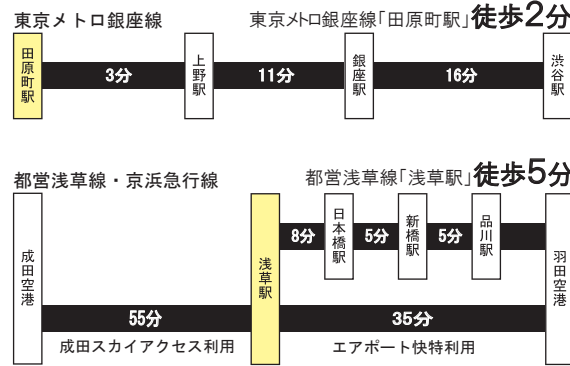 東京メトロ銀座線
東京メトロ銀座線「田原町駅」徒歩2分
田原町駅
3分
上野駅
11分
銀座駅
16分
渋谷駅
都営浅草線・京浜急行線
都営浅草線「浅草駅」徒歩5分
成田空港
浅草駅
8分
日本橋駅
5分
新橋駅
5分
品川駅
羽田空港
55分
35分
成田スカイアクセス利用
エアポート快特利用